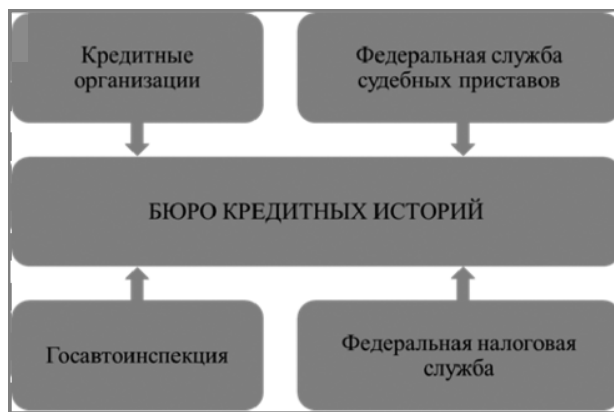 Кредитные
организации
Федеральная служба
судебных приставов
БЮРО КРЕДИТНЫХ ИСТОРИЙ
Госавтоинспекция
Федеральная налоговая
служба